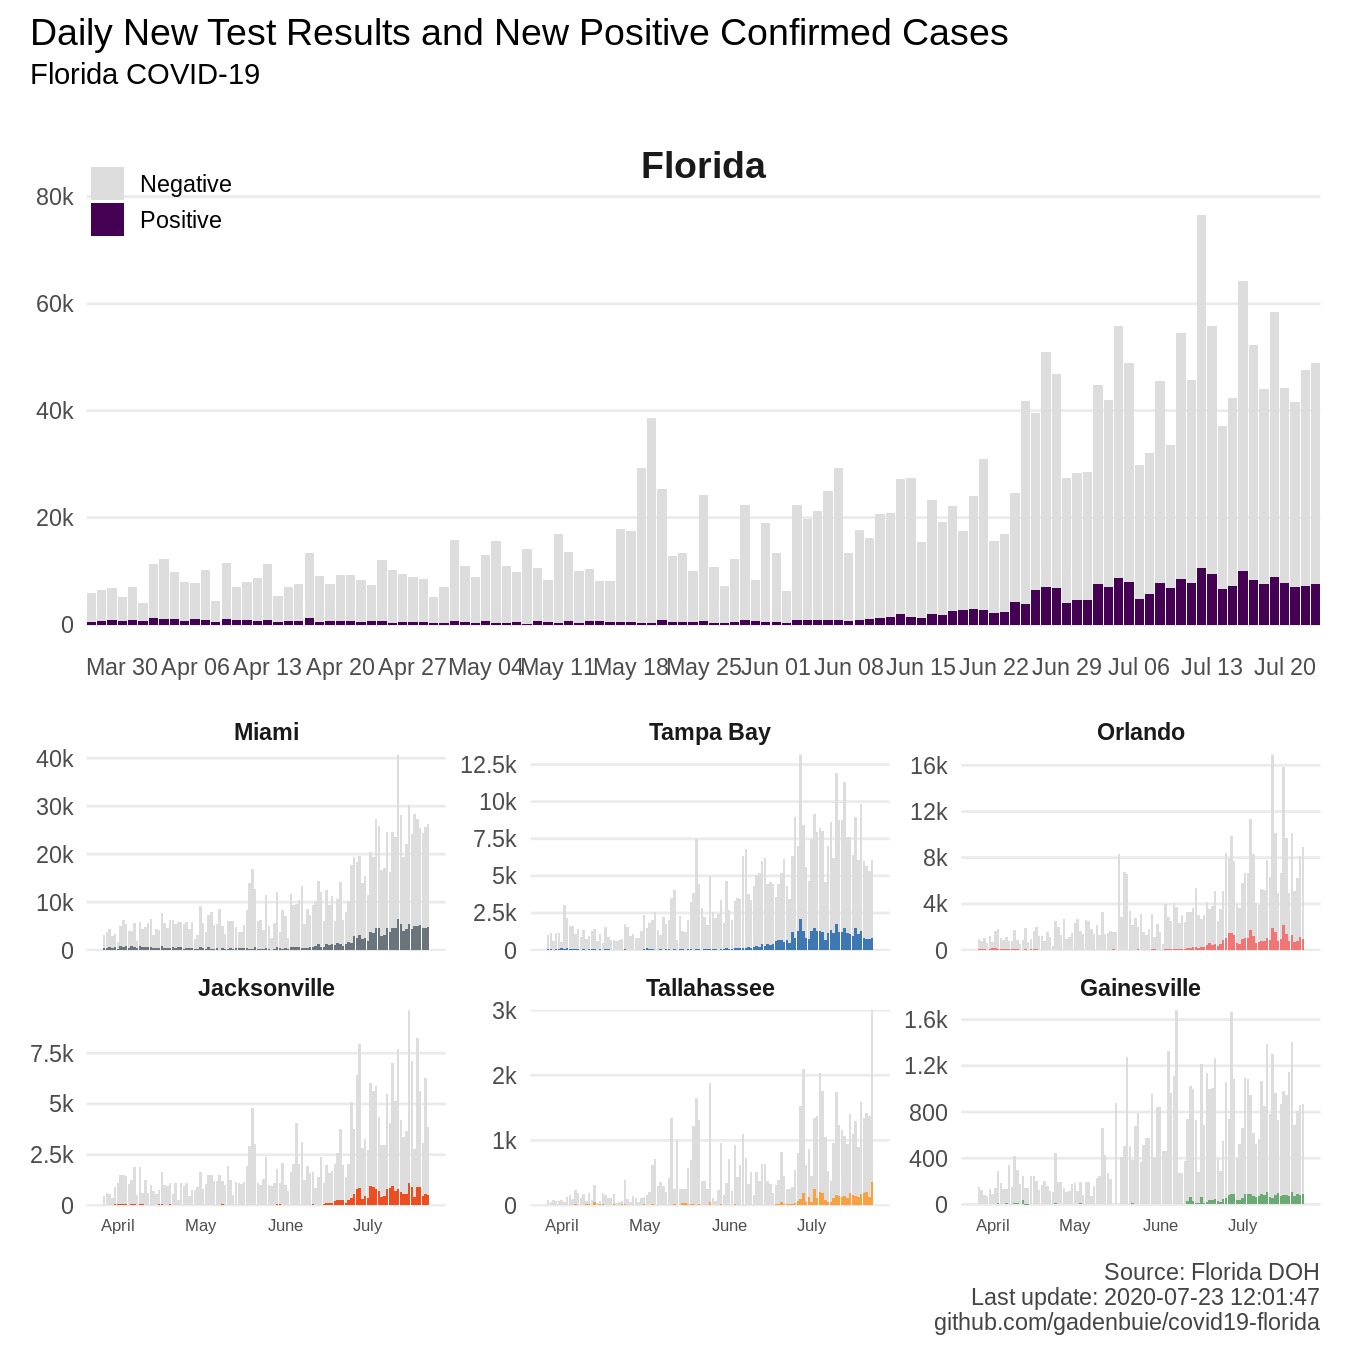 Daily New Test Results and New Positive Confirmed Cases
Florida COVID-19
Florida
Negative
Positive
80k
60k
40k
20k
0
Mar 30 Apr 06 Apr 13 Apr 20 Apr 27 May 04 May 11 May 18 May 25 Jun 01 Jun 08 Jun 15 Jun 22 Jun 29 Jul 06 Jul 13 Jul 20
Miami
40k
30k
20k
10k
0
Tampa Bay
12.5k
10k
7.5k
5k
2.5k
0
Orlando
16k
12k
8k
4k
0
Jacksonville
7.5k
5k
2.5k
0
April May June July
Tallahassee
3k
2k
1k
0
April May June July
Gainesville
1.6k
1.2k
800
400
0
April May June July
Source: Florida DOH
Last update: 2020-07-23 12:01:47
github.com/gadenbuie/covid19-florida